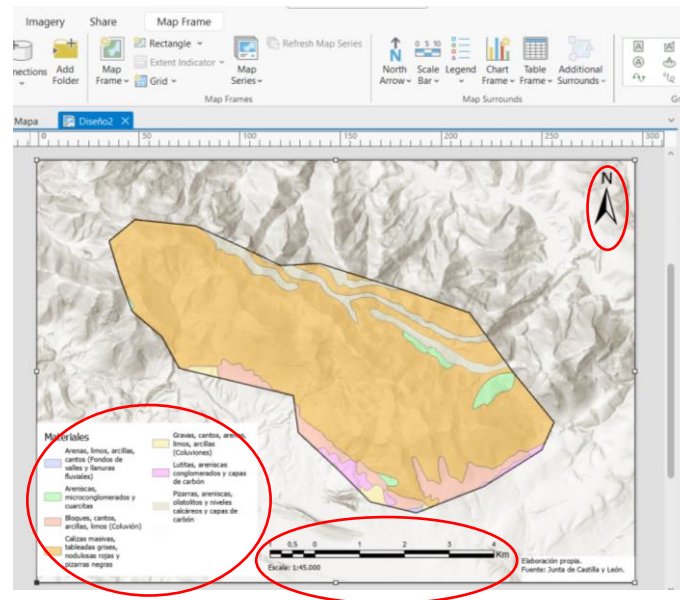 Imagery Share Map Frame
Rectangle
Refresh Map Series
0 5 10
Extent Indicator
Add
Folder
Map
Frame
Grid
Map
Series
North
Arrow
Scale
Bar
Legend
Chart
Frame
Table
Frame
Additional
Surrounds
Map Frames
Map Surrounds
Mapa
Diseño2
0 50 100 150 200 250 300
N
Materiales
Arenas, limos, arcillas,
cantos (Fondos de
valles y llanuras
fluviales)
Areniscas,
microconglomerados y
cuarcitas
Bloques, cantos,
arcillas, limos (Coluvión)
Calizas masivas,
tableadas grises,
nodulosas rojas y
pizarras negras
Gravas, cantos, arenas,
limos, arcillas
(Coluviones)
Lutitas, areniscas
conglomerados y capas
de carbón
Pizarras, areniscas,
olistolitos y niveles
calcáreos y capas de
carbón
1 0,5 0 1 2 3 4
Km
Escala: 1:45.000
Elaboración propia.
Fuente: Junta de Castilla y León.